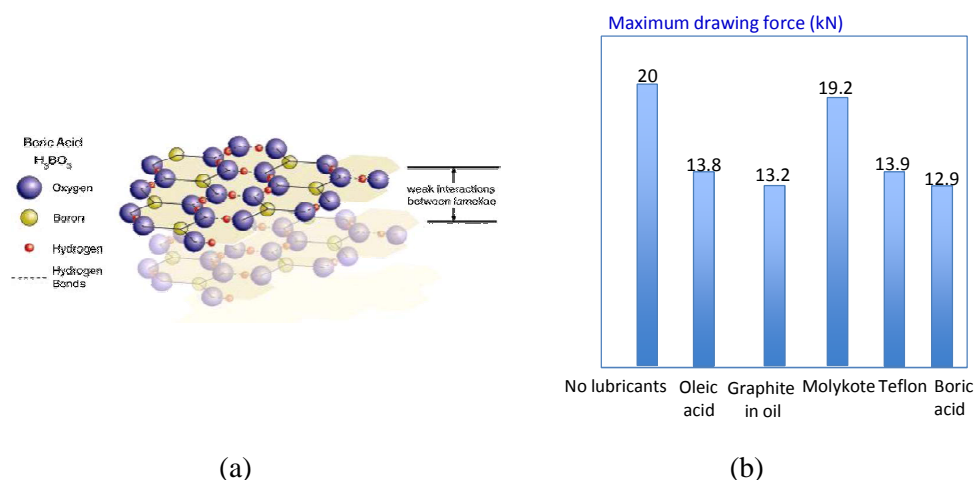 Boric Acid
H3BO3
Oxygen
Boron
Hydrogen
Hydrogen
Bonds
weak interactions
between lamellae
(a)
Maximum drawing force (kN)
20
13.8
13.2
19.2
13.9
12.9
No lubricants
Oleic
acid
Graphite
in oil
Molykote
Teflon
Boric
acid
(b)